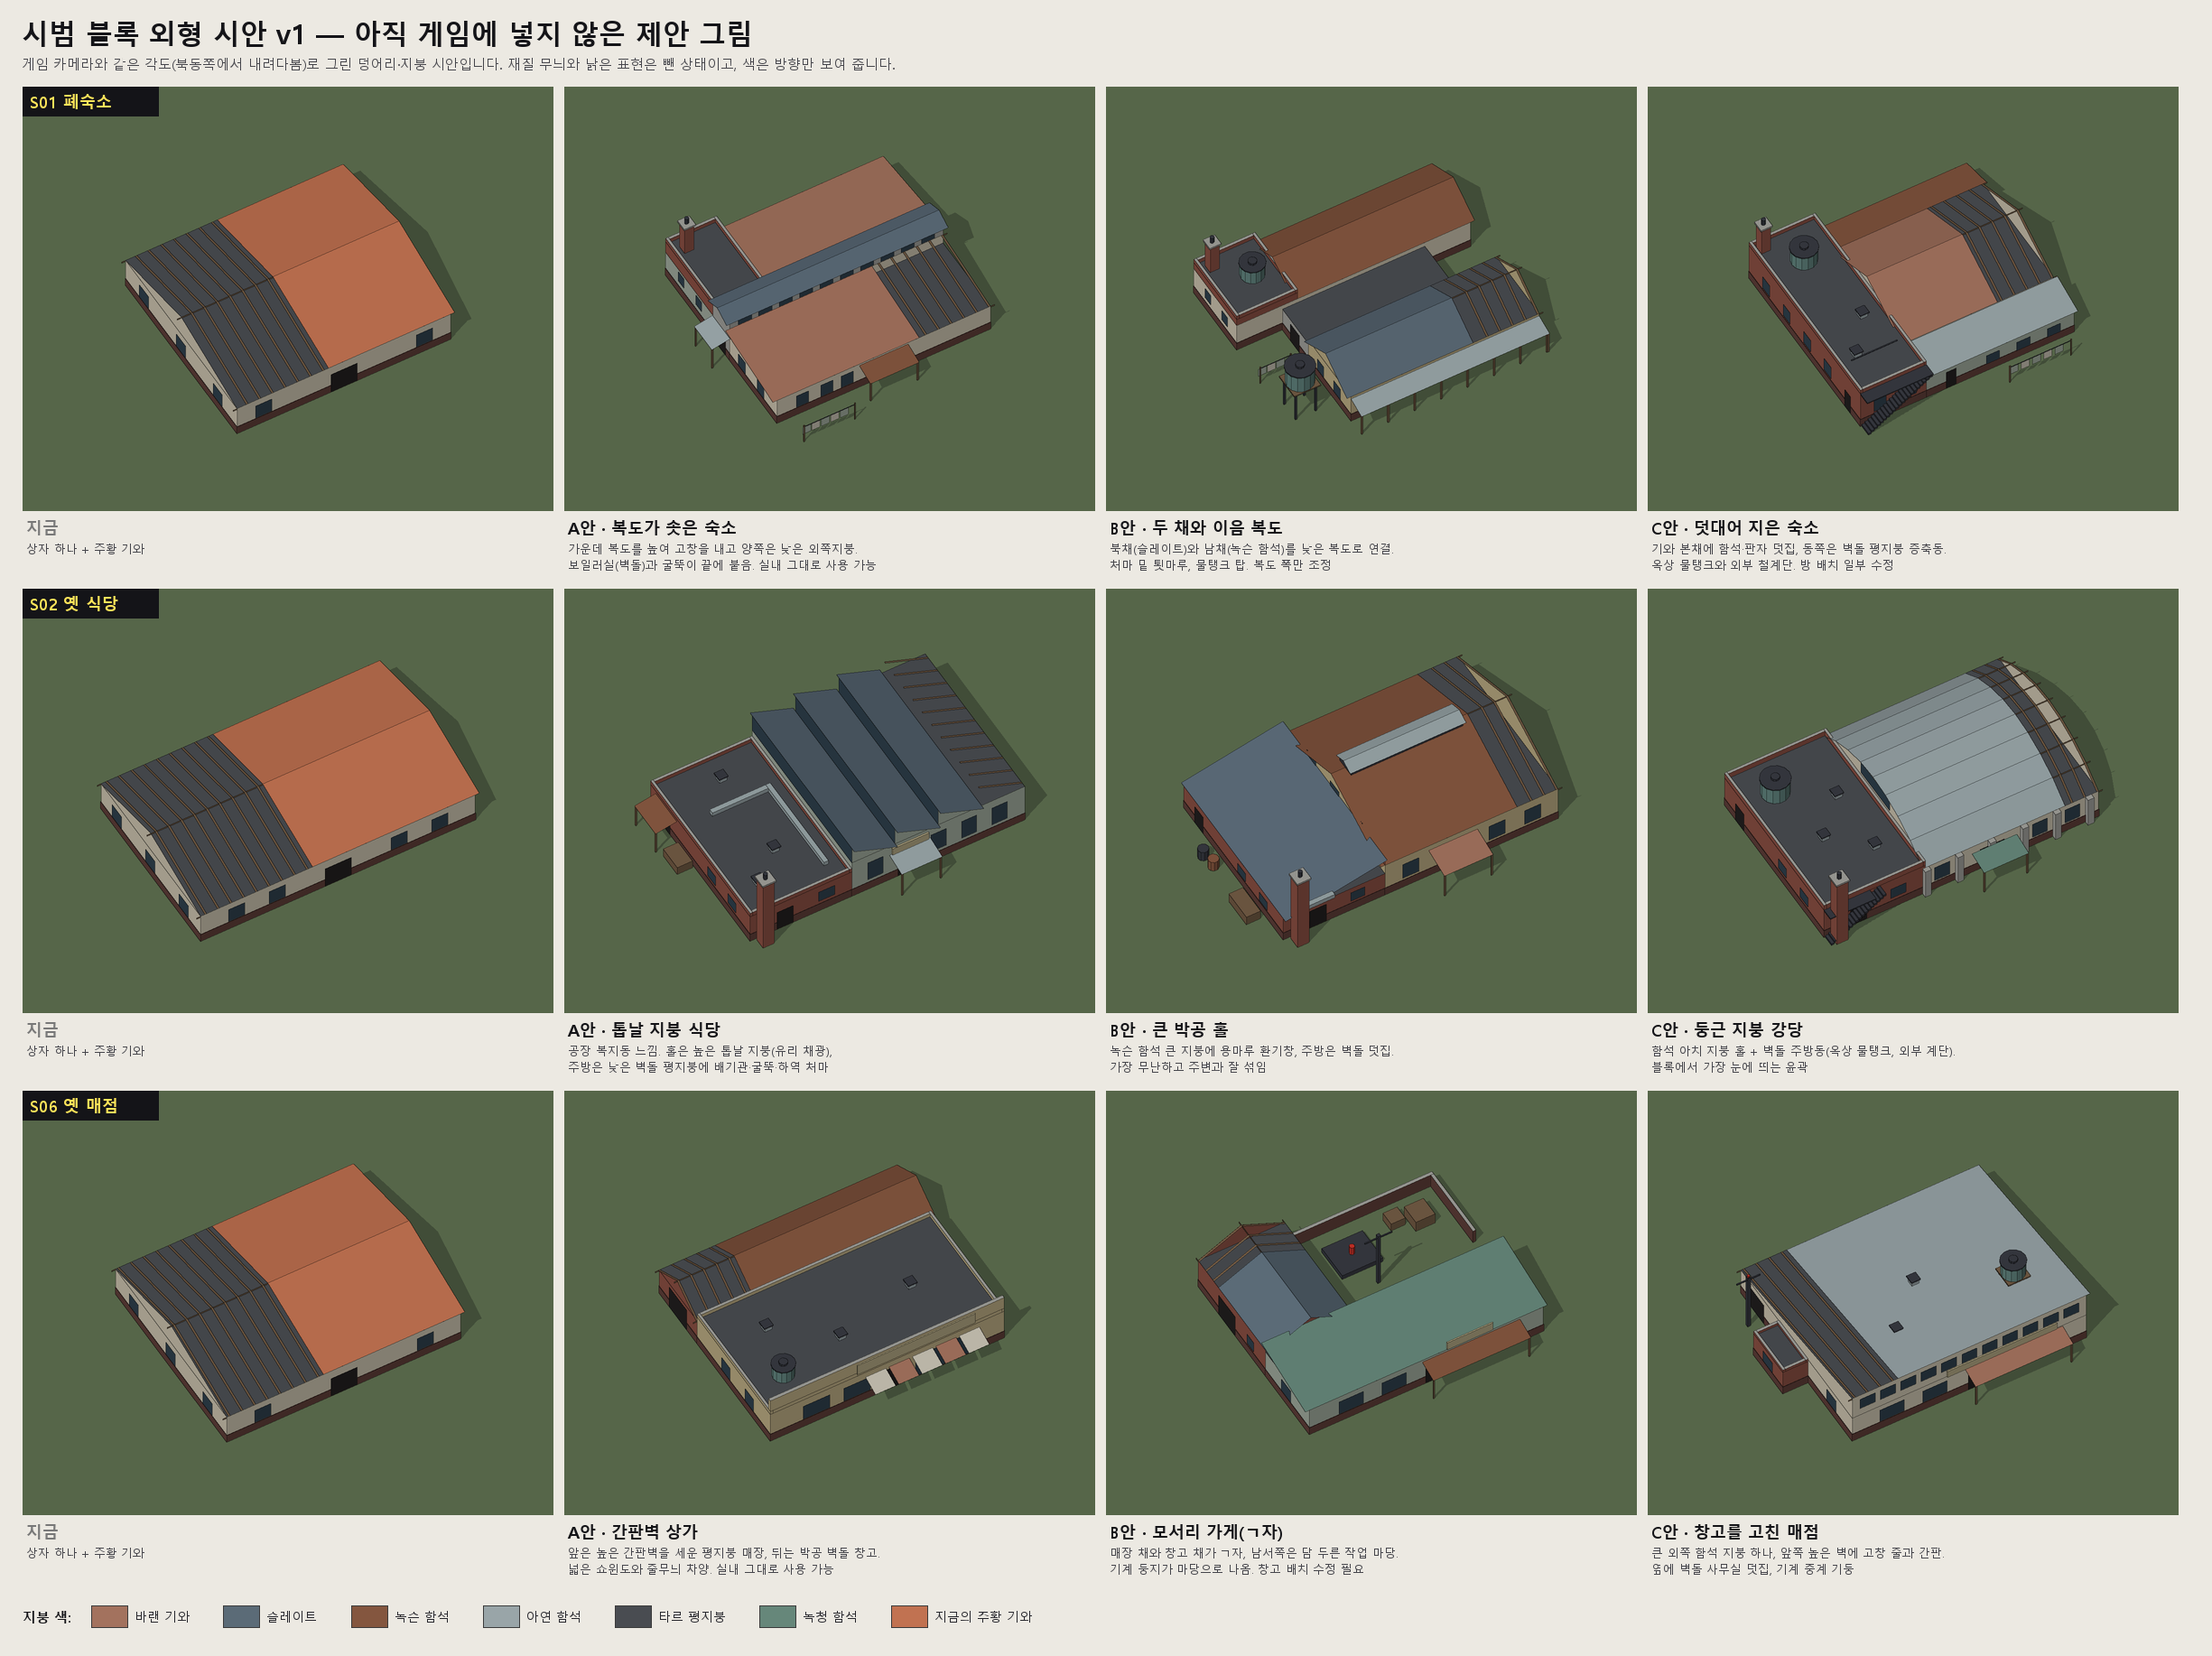 시범 블록 외형 시안 v1 — 아직 게임에 넣지 않은 제안 그림
게임 카메라와 같은 각도(북동쪽에서 내려다봄)로 그린 덩어리·지붕 시안입니다. 재질 무늬와 낡은 표현은 뺀 상태이고, 색은 방향만 보여 줍니다.
S01 폐숙소
지금
상자 하나 + 주황 기와
A안 · 복도가 솟은 숙소
가운데 복도를 높여 고창을 내고 양쪽은 낮은 외쪽지붕.
보일러실(벽돌)과 굴뚝이 끝에 붙음. 실내 그대로 사용 가능
B안 · 두 채와 이음 복도
북채(슬레이트)와 남채(녹슨 함석)를 낮은 복도로 연결.
처마 밑 툇마루, 물탱크 탑. 복도 쪽만 조정
C안 · 덧대어 지은 숙소
기와 본채에 함석·판자 덧집, 동쪽은 벽돌 평지붕 증축동.
옥상 물탱크와 외부 철계단. 방 배치 일부 수정
S02 옛 식당
지금
상자 하나 + 주황 기와
A안 · 톱날 지붕 식당
공장 복지동 느낌. 홀은 높은 톱날 지붕(유리 채광),
주방은 낮은 벽돌 평지붕에 배기관·굴뚝·하역 처마
B안 · 큰 박공 홀
녹슨 함석 큰 지붕에 용마루 환기창, 주방은 벽돌 덧집.
가장 무난하고 주변과 잘 섞임
C안 · 둥근 지붕 강당
함석 아치 지붕 홀 + 벽돌 주방동(옥상 물탱크, 외부 계단).
블록에서 가장 눈에 띄는 윤곽
S06 옛 매점
지금
상자 하나 + 주황 기와
A안 · 간판벽 상가
앞은 높은 간판벽을 세운 평지붕 매장, 뒤는 박공 벽돌 창고.
넓은 쇼윈도와 줄무늬 차양. 실내 그대로 사용 가능
B안 · 모서리 가게(ㄱ자)
매장 채와 창고 채가 ㄱ자, 남서쪽은 담 두른 작업 마당.
기계 둥지가 마당으로 나옴. 창고 배치 수정 필요
C안 · 창고를 고친 매점
큰 외쪽 함석 지붕 하나, 앞쪽 높은 벽에 고창 줄과 간판.
옆에 벽돌 사무실 덧집, 기계 중계 기둥
지붕 색:
바랜 기와
슬레이트
녹슨 함석
아연 함석
타르 평지붕
녹청 함석
지금의 주황 기와